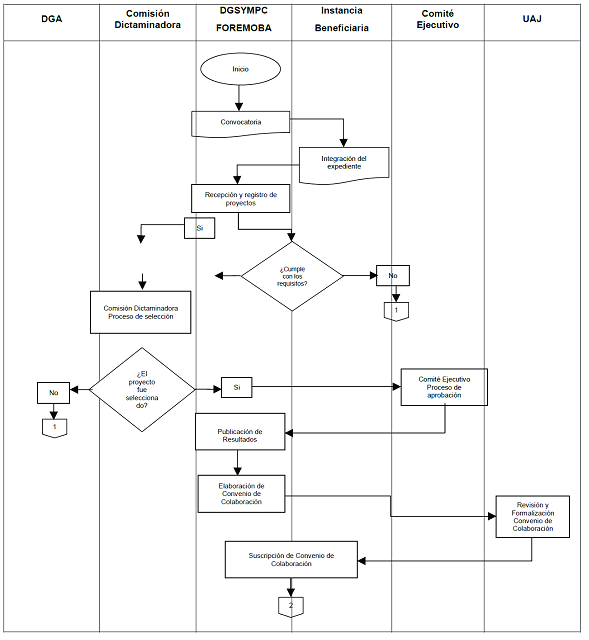 DGA
Comisión
Dictaminadora
DGSYMPC
FOREMOBA
Instancia
Beneficiaria
Comité
Ejecutivo
UAJ
Inicio
Convocatoria
Integración del
expediente
Recepción y registro de
proyectos
Si
¿Cumple
con los
requisitos?
No
1
Comisión Dictaminadora
Proceso de selección
¿El
proyecto
fue
selecciona
do?
No
1
Si
Comité Ejecutivo
Proceso de
aprobación
Publicación de
Resultados
Elaboración de
Convenio de
Colaboración
Revisión y
Formalización
Convenio de
Colaboración
Suscripción de Convenio de
Colaboración
2